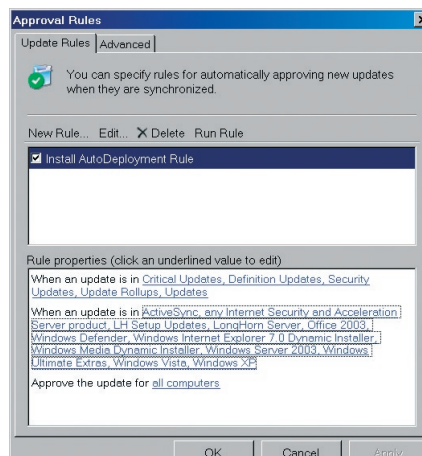 Approval Rules
Update Rules
Advanced
You can specify rules for automatically approving new updates
when they are synchronized.
New Rule... Edit... Delete Run Rule
Install AutoDeployment Rule
Rule properties (click an underlined value to edit)
When an update is in Critical Updates, Definition Updates, Security
Updates, Update Rollups, Updates
When an update is in ActiveSync, any Internet Security and Acceleration
Server product, LH Setup Updates, LongHorn Server, Office 2003,
Windows Defender, Windows Internet Explorer 7.0 Dynamic Installer,
Windows Media Dynamic Installer, Windows Server 2003, Windows
Ultimate Extras, Windows Vista, Windows XP
Approve the update for all computers
OK Cancel Apply